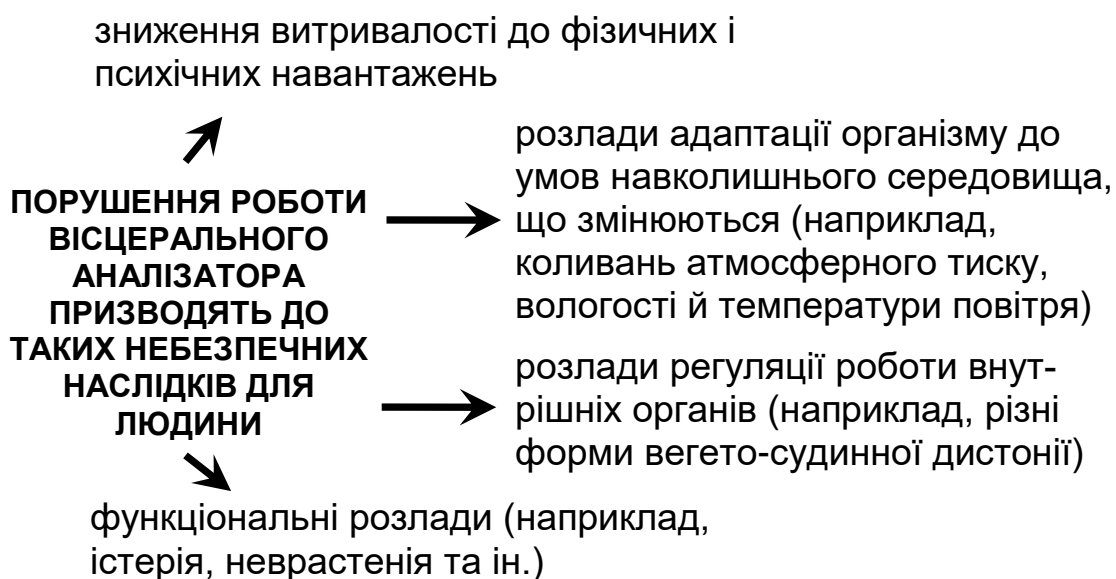 зниження витривалості до фізичних і
психічних навантажень
ПОРУШЕННЯ РОБОТИ
ВІСЦЕРАЛЬНОГО
АНАЛІЗАТОРА
ПРИЗВОДЯТЬ ДО
ТАКИХ НЕБЕЗПЕЧНИХ
НАСЛІДКІВ ДЛЯ
ЛЮДИНИ
розлади адаптації організму до
умов навколишнього середовища,
що змінюються (наприклад,
коливань атмосферного тиску,
вологості й температури повітря)
розлади регуляції роботи внут-
рішніх органів (наприклад, різні
форми вегето-судинної дистонії)
функціональні розлади (наприклад,
істерія, неврастенія та ін.)